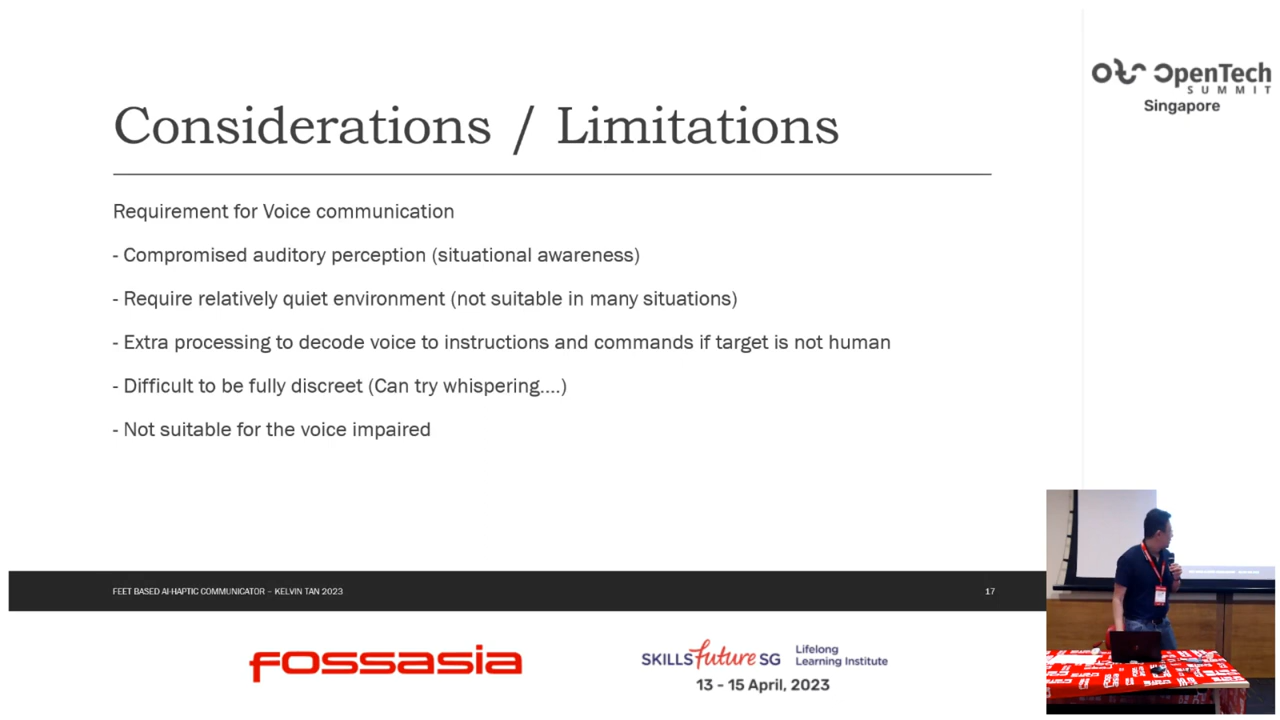 OpenTech
SUMMIT
Singapore
Considerations / Limitations
Requirement for Voice communication
- Compromised auditory perception (situational awareness)
- Require relatively quiet environment (not suitable in many situations)
- Extra processing to decode voice to instructions and commands if target is not human
- Difficult to be fully discreet (Can try whispering....)
- Not suitable for the voice impaired
FEET BASED AI-HAPTIC COMMUNICATOR – KELVIN TAN 2023
17
fossasia
SKILLSfuture SG
Lifelong
Learning Institute
13 - 15 April, 2023